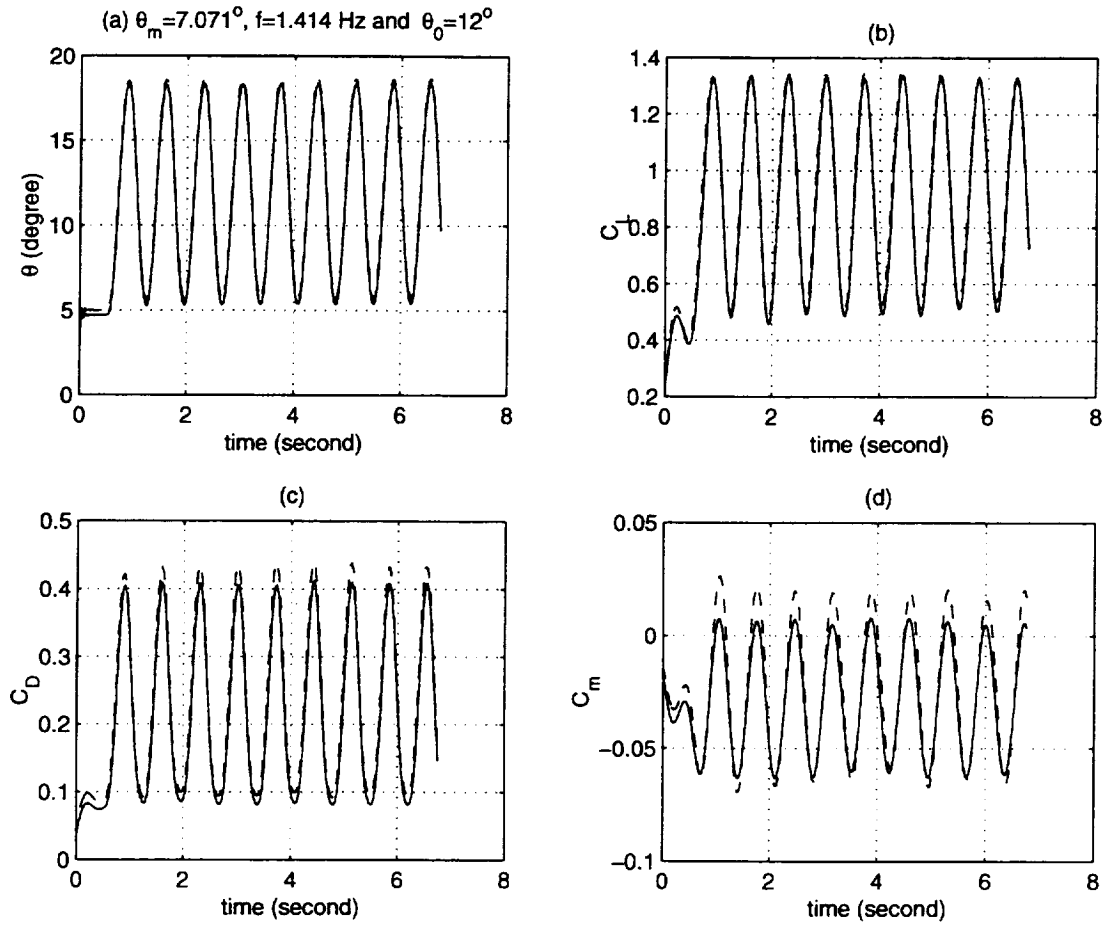 (a) θm=7.071°, f=1.414 Hz and θ0=12°
20
15
10
5
0
θ (degree)
0 2 4 6 8
time (second)
(b)
1.4
1.2
1
0.8
0.6
0.4
0.2
CL
0 2 4 6 8
time (second)
(c)
0.5
0.4
0.3
0.2
0.1
0
CD
0 2 4 6 8
time (second)
(d)
0.05
0
−0.05
−0.1
Cm
0 2 4 6 8
time (second)